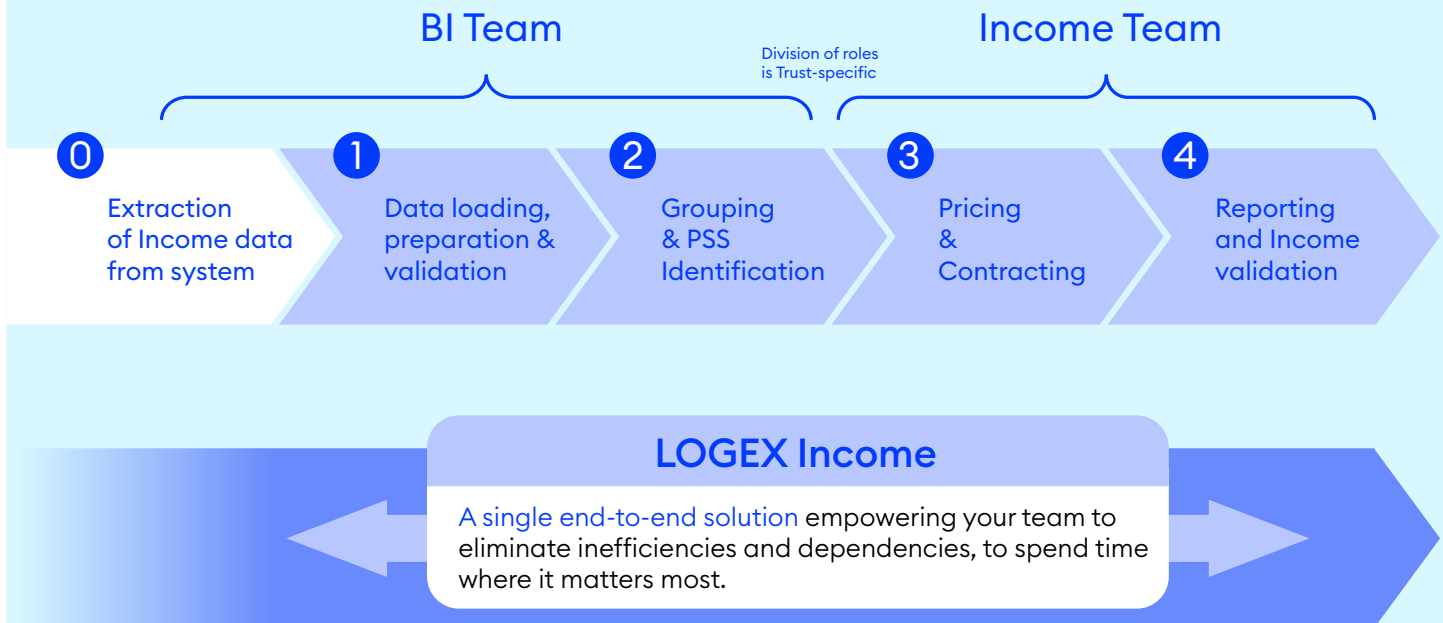 BI Team
Income Team
Division of roles
is Trust-specific
0
Extraction
of Income data
from system
1
Data loading,
preparation &
validation
2
Grouping
& PSS
Identification
3
Pricing
&
Contracting
4
Reporting
and Income
validation
LOGEX Income
A single end-to-end solution empowering your team to
eliminate inefficiencies and dependencies, to spend time
where it matters most.